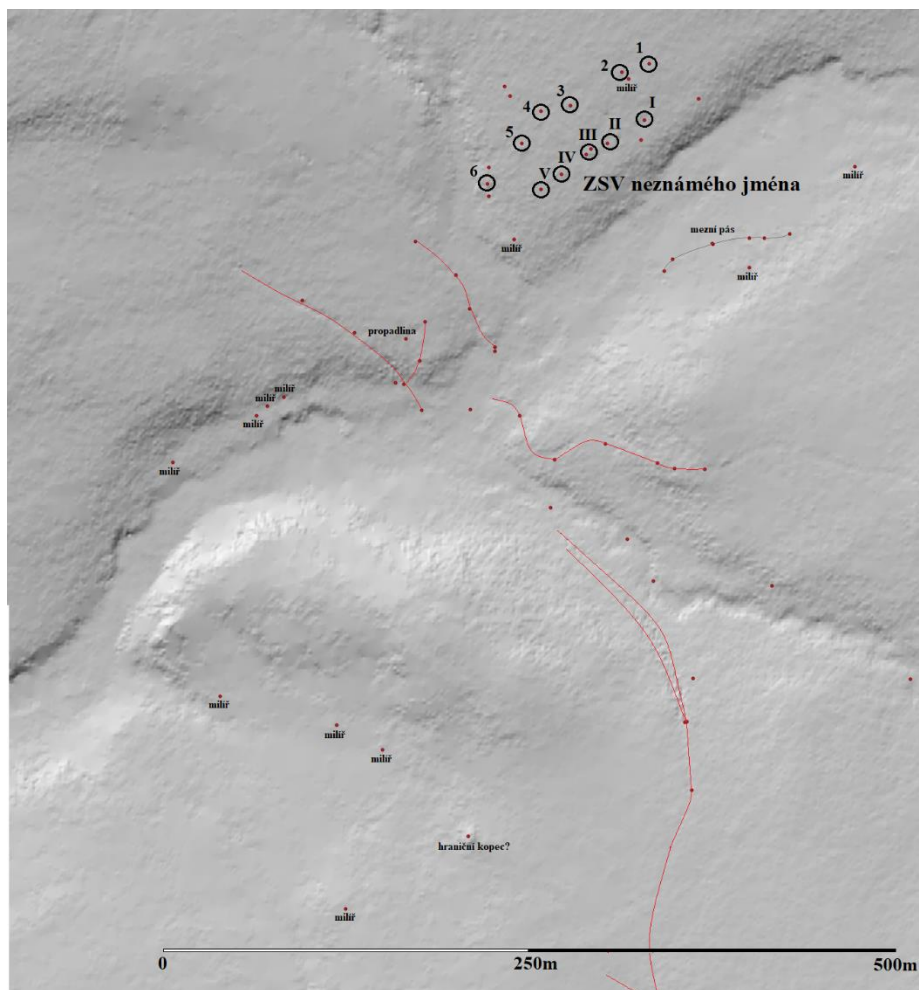 1
2
milíř
3
4
I
5
III
II
IV
6
V
ZSV neznámého jména
milíř
mezní pás
milíř
milíř
propadlina
milíř
milíř
milíř
milíř
milíř
milíř
milíř
hraniční kopec?
milíř
0
250m
500m